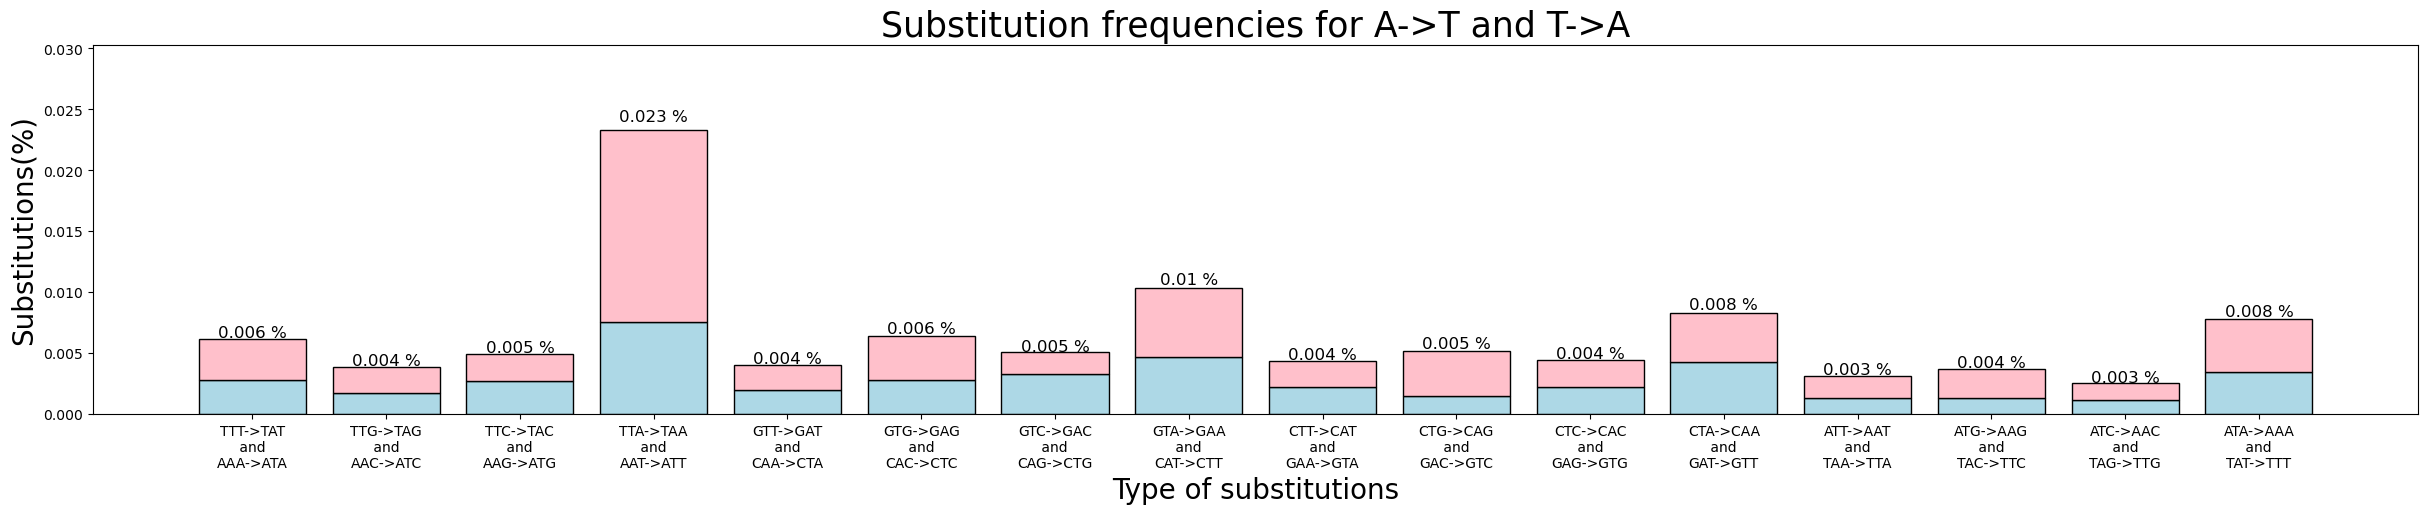 Substitution frequencies for A->T and T->A
Substitutions(%)
0.030
0.025
0.020
0.015
0.010
0.005
0.000
0.006 %
0.004 %
0.005 %
0.023 %
0.004 %
0.006 %
0.005 %
0.01 %
0.004 %
0.005 %
0.004 %
0.008 %
0.003 %
0.004 %
0.003 %
0.008 %
TTT->TAT
and
AAA->ATA
TTG->TAG
and
AAC->ATC
TTC->TAC
and
AAG->ATG
TTA->TAA
and
AAT->ATT
GTT->GAT
and
CAA->CTA
GTG->GAG
and
CAC->CTC
GTC->GAC
and
CAG->CTG
GTA->GAA
and
CAT->CTT
CTT->CAT
and
GAA->GTA
CTG->CAG
and
GAC->GTC
CTC->CAC
and
GAG->GTG
CTA->CAA
and
GAT->GTT
ATT->AAT
and
TAA->TTA
ATG->AAG
and
TAC->TTC
ATC->AAC
and
TAG->TTG
ATA->AAA
and
TAT->TTT
Type of substitutions